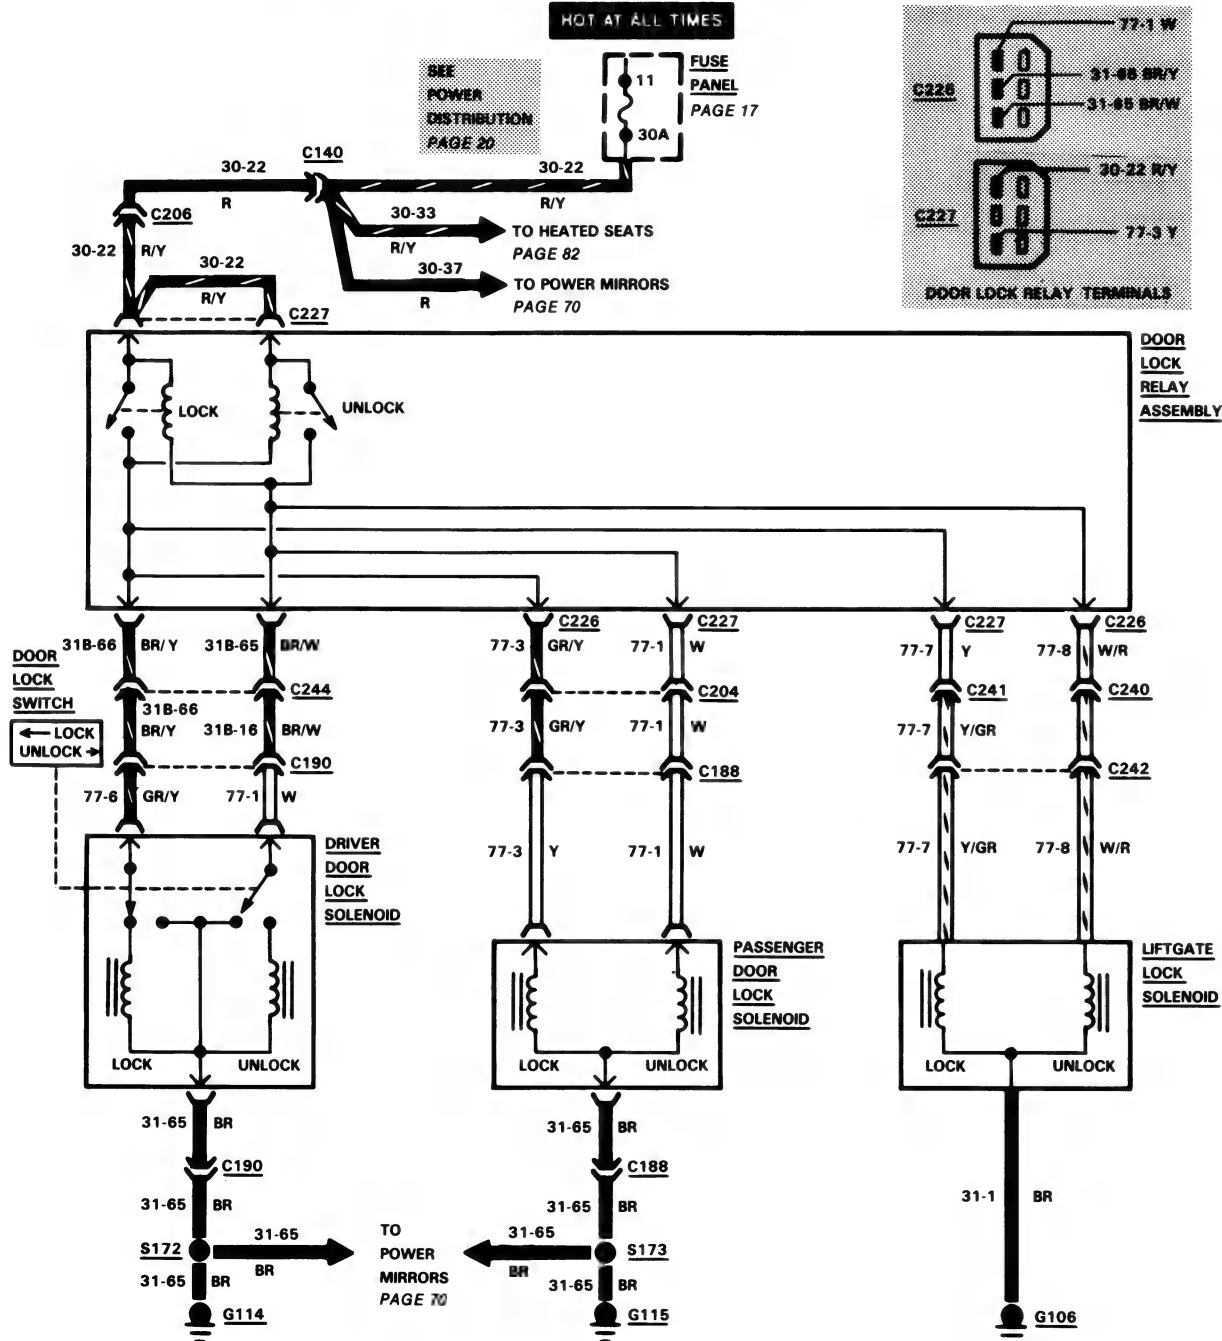 HOT AT ALL TIMES
SEE
POWER
DISTRIBUTION
PAGE 20
11
30A
FUSE
PANEL
PAGE 17
77-1 W
C226
31-66 BR/Y
31-65 BR/W
C227
30-22 R/Y
77-3 Y
DOOR LOCK RELAY TERMINALS
C140
30-22
R
30-22
R/Y
C206
30-33
R/Y
TO HEATED SEATS
PAGE 82
30-22
R/Y
30-22
R/Y
30-37
R
TO POWER MIRRORS
PAGE 70
C227
DOOR
LOCK
RELAY
ASSEMBLY
LOCK
UNLOCK
C226
C227
C227
C226
31B-66
BR/Y
31B-65
BR/W
77-3
GR/Y
77-1
W
77-7
Y
77-8
W/R
DOOR
LOCK
SWITCH
LOCK
UNLOCK
C244
C204
C241
C240
31B-66
BR/Y
31B-16
BR/W
77-3
GR/Y
77-1
W
77-7
Y/GR
C190
C188
C242
77-6
GR/Y
77-1
W
77-3
Y
77-1
W
77-7
Y/GR
77-8
W/R
DRIVER
DOOR
LOCK
SOLENOID
PASSENGER
DOOR
LOCK
SOLENOID
LIFTGATE
LOCK
SOLENOID
LOCK
UNLOCK
LOCK
UNLOCK
LOCK
UNLOCK
31-65
BR
31-65
BR
C190
C188
31-65
BR
31-65
BR
31-1
BR
S172
31-65
BR
TO
POWER
MIRRORS
PAGE 70
31-65
BR
S173
31-65
BR
31-65
BR
G114
G115
G106